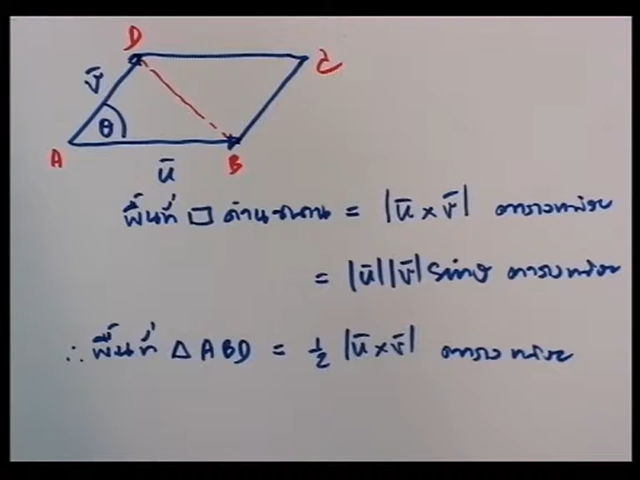 D
C
v̄
θ
A
B
ū
พื้นที่ □ ด้านขนาน = |ū × v̄| ตารางหน่วย
= |ū||v̄| sinθ ตารางหน่วย
∴ พื้นที่ △ ABD = ½ |ū × v̄| ตารางหน่วย